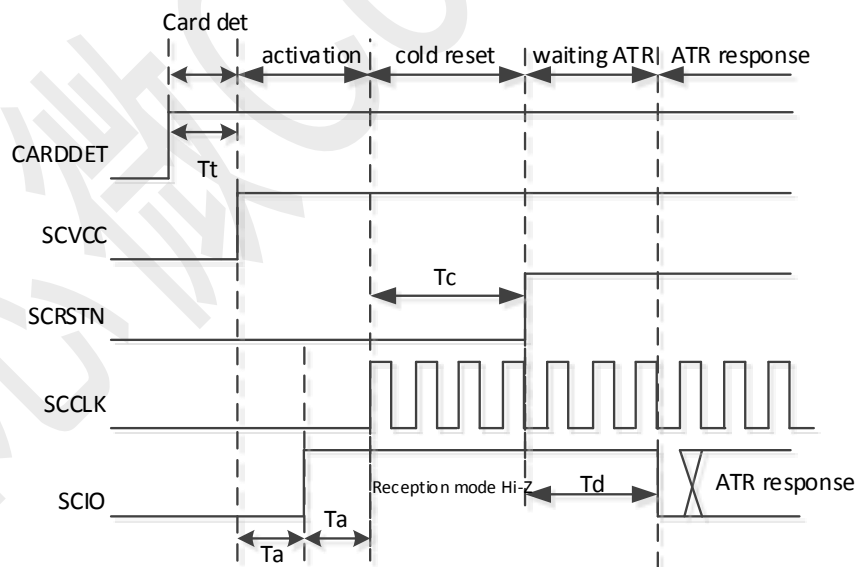 Card det
activation
cold reset
waiting ATR
ATR response
CARDDET
Tt
SCVCC
Tc
SCRSTN
SCCLK
Reception mode Hi-Z
Td
ATR response
SCIO
Ta
Ta